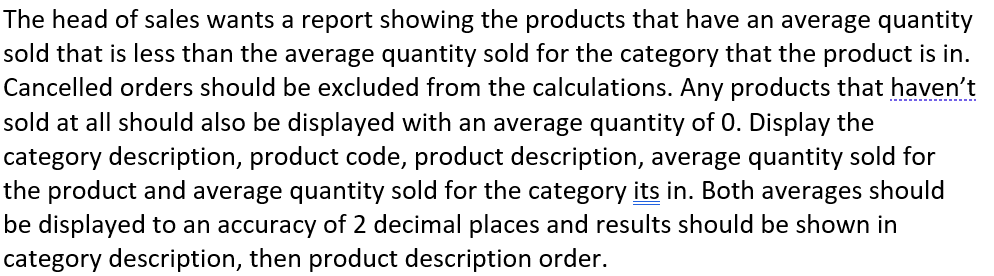 The head of sales wants a report showing the products that have an average quantity
sold that is less than the average quantity sold for the category that the product is in.
Cancelled orders should be excluded from the calculations. Any products that haven’t
sold at all should also be displayed with an average quantity of 0. Display the
category description, product code, product description, average quantity sold for
the product and average quantity sold for the category its in. Both averages should
be displayed to an accuracy of 2 decimal places and results should be shown in
category description, then product description order.